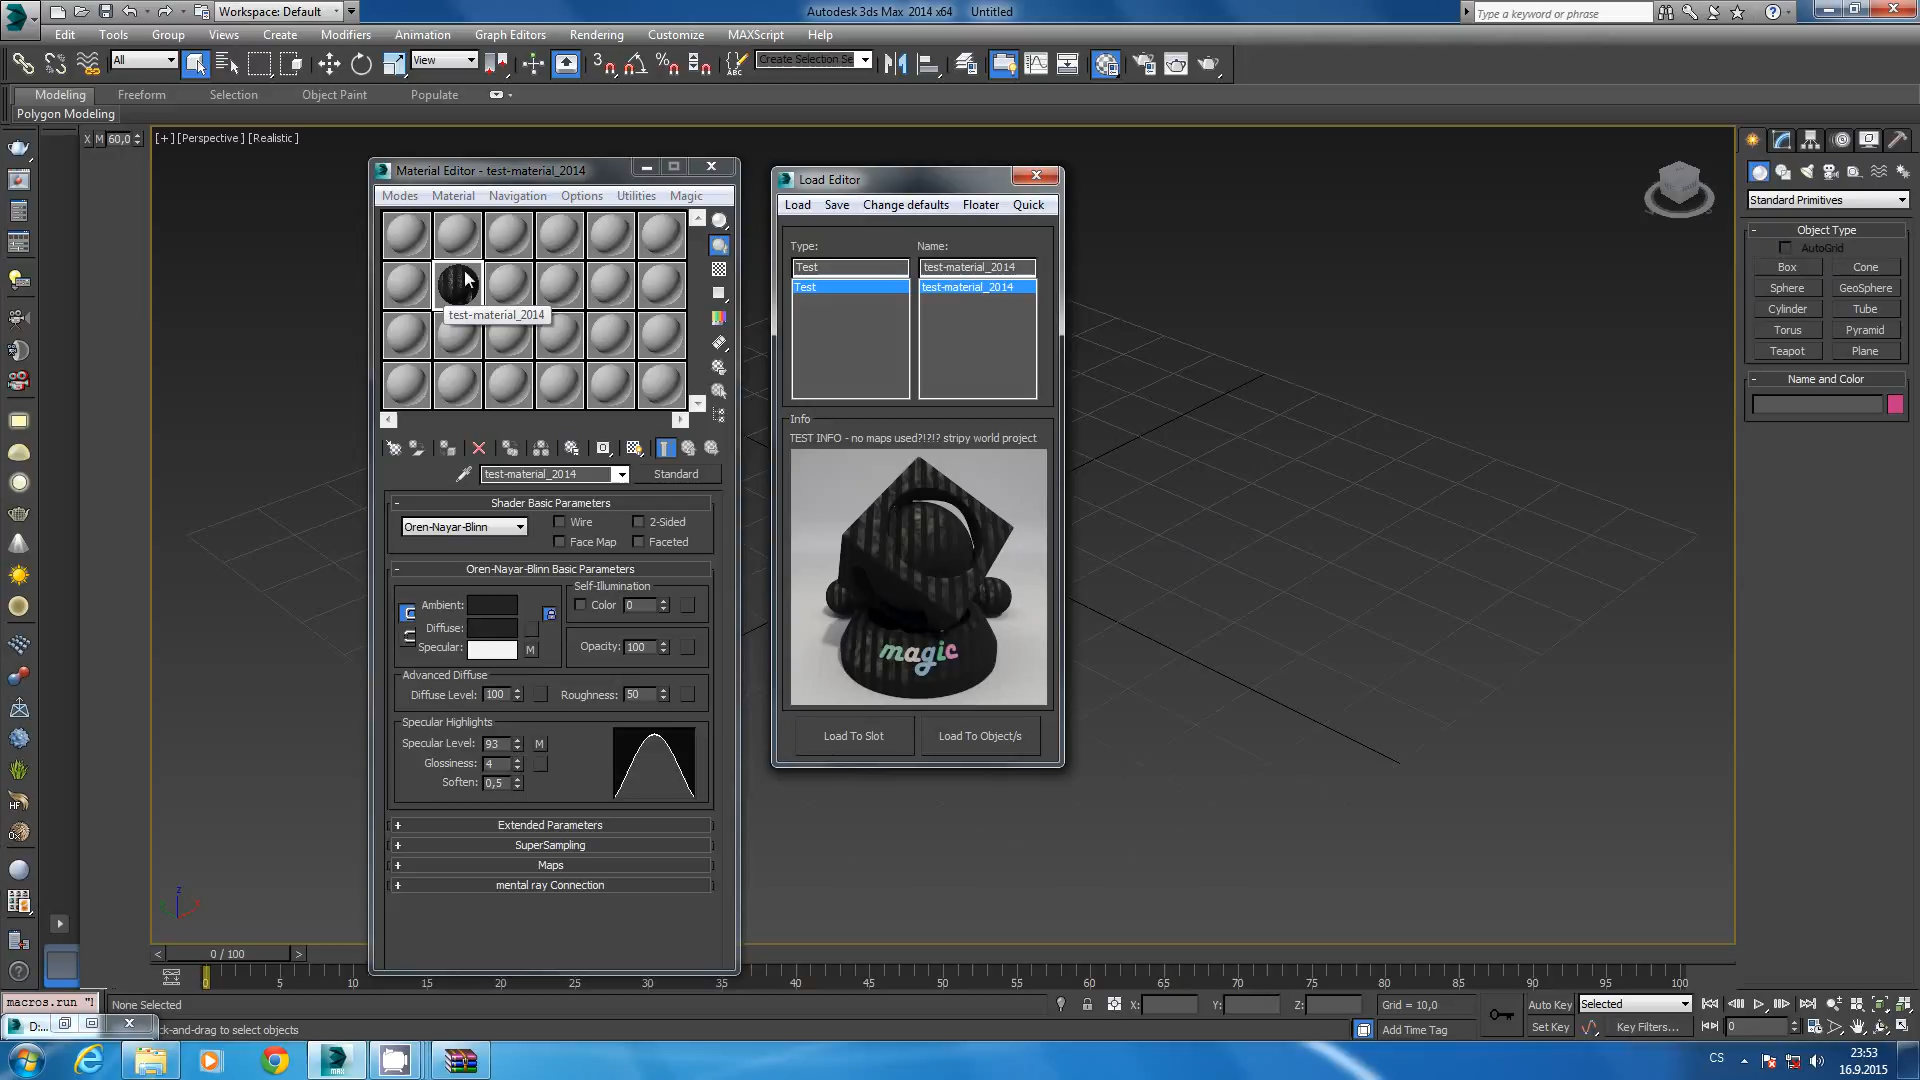 Workspace: Default
Autodesk 3ds Max 2014 x64 Untitled
Type a keyword or phrase
Edit Tools Group Views Create Modifiers Animation Graph Editors Rendering Customize MAXScript Help
All
View
3
Create Selection Se
Modeling Freeform Selection Object Paint Populate
Polygon Modeling
X M 60,0
[+] [Perspective] [Realistic]
Material Editor - test-material_2014
Modes Material Navigation Options Utilities Magic
test-material_2014
test-material_2014
Standard
Shader Basic Parameters
Oren-Nayar-Blinn
Wire
2-Sided
Face Map
Faceted
Oren-Nayar-Blinn Basic Parameters
Self-Illumination
Ambient:
Color 0
Diffuse:
Specular:
M
Opacity: 100
Advanced Diffuse
Diffuse Level: 100
Roughness: 50
Specular Highlights
Specular Level: 93
M
Glossiness: 4
Soften: 0,5
Extended Parameters
SuperSampling
Maps
mental ray Connection
Load Editor
Load Save Change defaults Floater Quick
Type:
Name:
Test
test-material_2014
Test
test-material_2014
Info
TEST INFO - no maps used?!?!? stripy world project
magic
Load To Slot
Load To Object/s
Standard Primitives
Object Type
AutoGrid
Box Cone
Sphere GeoSphere
Cylinder Tube
Torus Pyramid
Teapot Plane
Name and Color
HF
z
0 / 100
0 5 10 15 20 25 30 35 40 45 50 55 60 65 70 75 80 85 90 95 100
macros.run "
None Selected
X:
Y:
Z:
Grid = 10,0
Auto Key
Selected
D:...
ck-and-drag to select objects
Add Time Tag
Set Key
Key Filters...
0
MAX
CS
23:53
16.9.2015